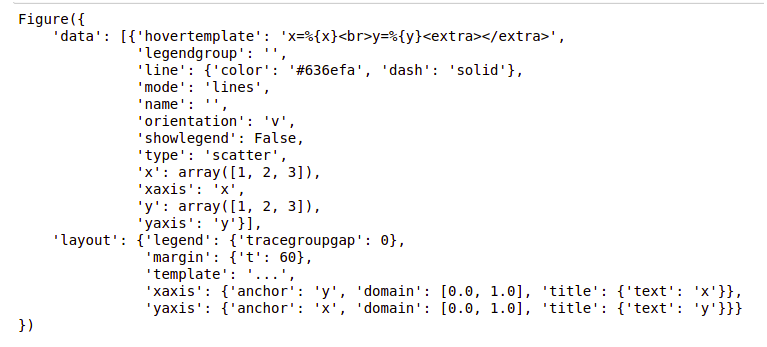 Figure({
    'data': [{'hovertemplate': 'x=%{x}<br>y=%{y}<extra></extra>',
              'legendgroup': '',
              'line': {'color': '#636efa', 'dash': 'solid'},
              'mode': 'lines',
              'name': '',
              'orientation': 'v',
              'showlegend': False,
              'type': 'scatter',
              'x': array([1, 2, 3]),
              'xaxis': 'x',
              'y': array([1, 2, 3]),
              'yaxis': 'y'}],
    'layout': {'legend': {'tracegroupgap': 0},
               'margin': {'t': 60},
               'template': '...',
               'xaxis': {'anchor': 'y', 'domain': [0.0, 1.0], 'title': {'text': 'x'}},
               'yaxis': {'anchor': 'x', 'domain': [0.0, 1.0], 'title': {'text': 'y'}}}
})